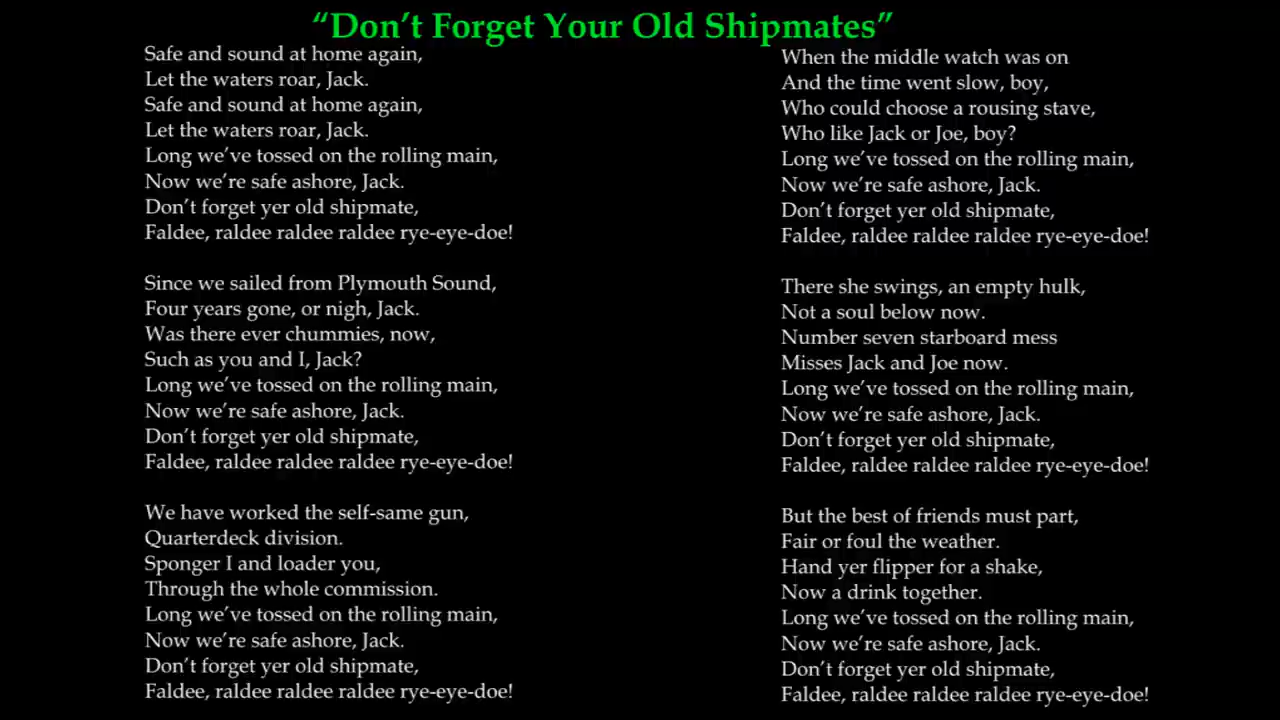 “Don’t Forget Your Old Shipmates”
Safe and sound at home again,
Let the waters roar, Jack.
Safe and sound at home again,
Let the waters roar, Jack.
Long we’ve tossed on the rolling main,
Now we’re safe ashore, Jack.
Don’t forget yer old shipmate,
Faldee, raldee raldee raldee rye-eye-doe!
Since we sailed from Plymouth Sound,
Four years gone, or nigh, Jack.
Was there ever chummies, now,
Such as you and I, Jack?
Long we’ve tossed on the rolling main,
Now we’re safe ashore, Jack.
Don’t forget yer old shipmate,
Faldee, raldee raldee raldee rye-eye-doe!
We have worked the self-same gun,
Quarterdeck division.
Sponger I and loader you,
Through the whole commission.
Long we’ve tossed on the rolling main,
Now we’re safe ashore, Jack.
Don’t forget yer old shipmate,
Faldee, raldee raldee raldee rye-eye-doe!
When the middle watch was on
And the time went slow, boy,
Who could choose a rousing stave,
Who like Jack or Joe, boy?
Long we’ve tossed on the rolling main,
Now we’re safe ashore, Jack.
Don’t forget yer old shipmate,
Faldee, raldee raldee raldee rye-eye-doe!
There she swings, an empty hulk,
Not a soul below now.
Number seven starboard mess
Misses Jack and Joe now.
Long we’ve tossed on the rolling main,
Now we’re safe ashore, Jack.
Don’t forget yer old shipmate,
Faldee, raldee raldee raldee rye-eye-doe!
But the best of friends must part,
Fair or foul the weather.
Hand yer flipper for a shake,
Now a drink together.
Long we’ve tossed on the rolling main,
Now we’re safe ashore, Jack.
Don’t forget yer old shipmate,
Faldee, raldee raldee raldee rye-eye-doe!